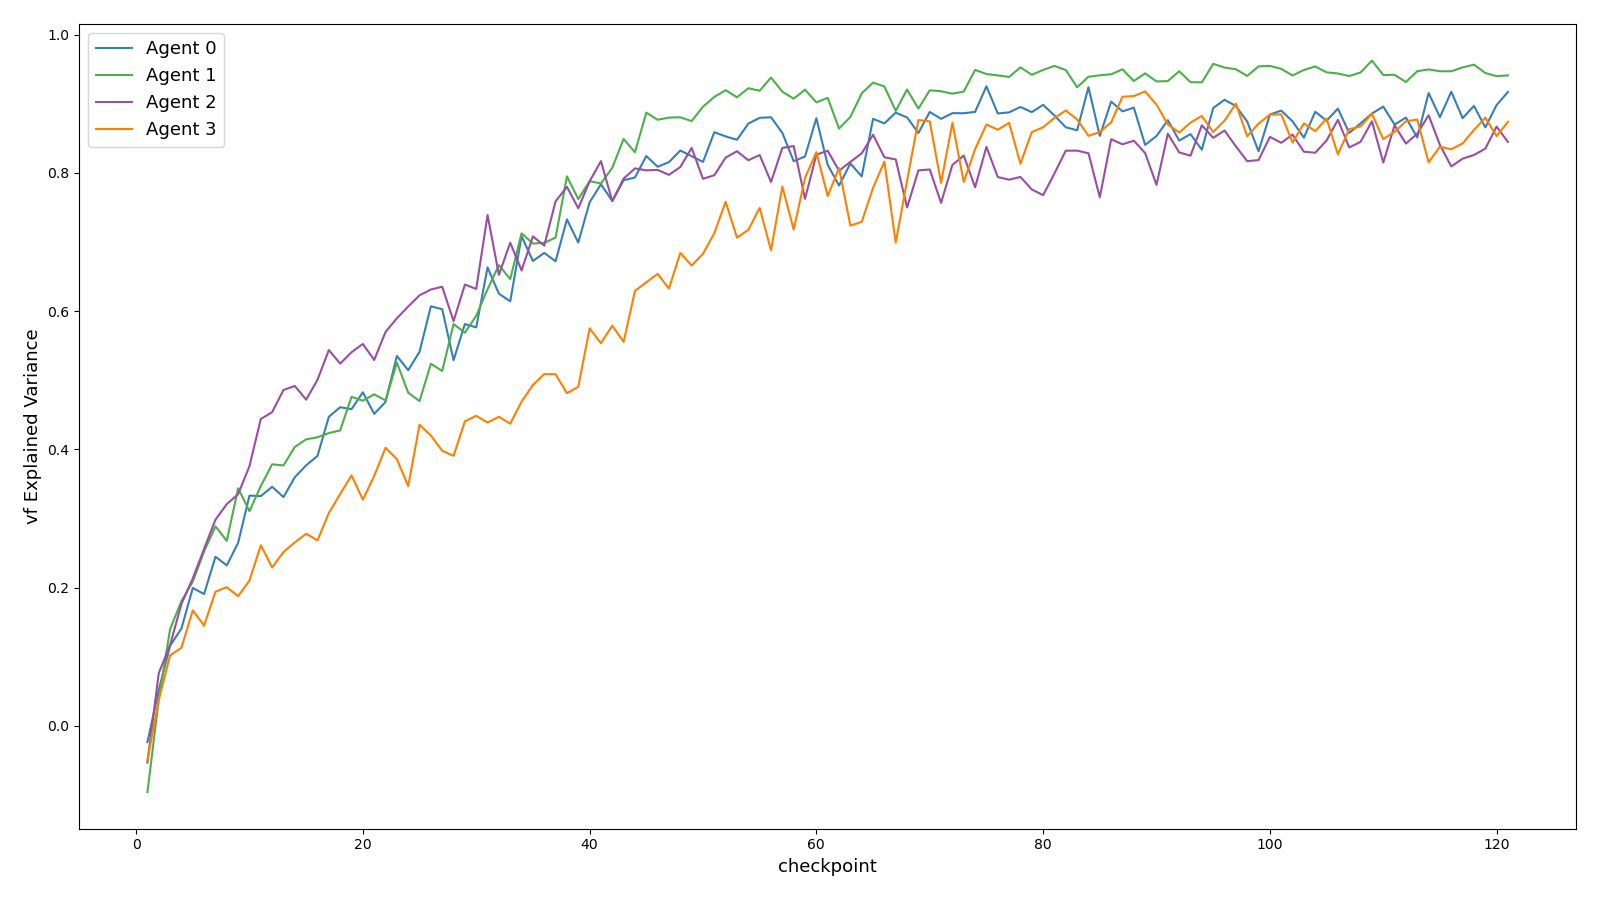 1.0
0.8
0.6
0.4
0.2
0.0
vf Explained Variance
Agent 0
Agent 1
Agent 2
Agent 3
0 20 40 60 80 100 120
checkpoint